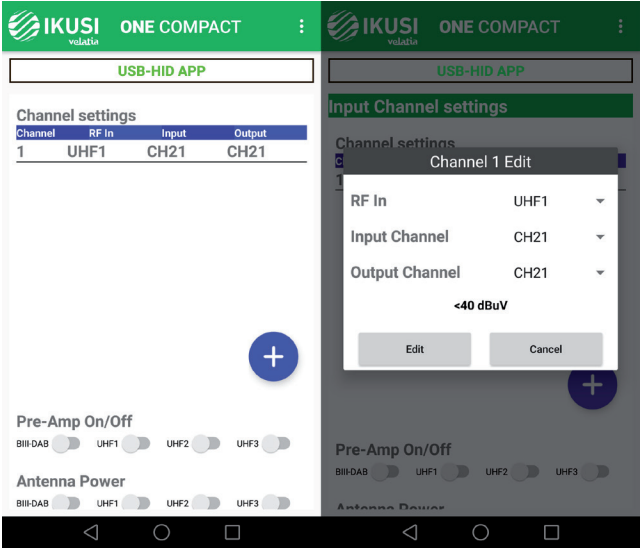 IKUSI
velatia
ONE COMPACT
USB-HID APP
Channel settings
Channel RF In Input Output
1 UHF1 CH21 CH21
+
Pre-Amp On/Off
BIII-DAB UHF1 UHF2 UHF3
Antenna Power
BIII-DAB UHF1 UHF2 UHF3
IKUSI
velatia
ONE COMPACT
USB-HID APP
Input Channel settings
Channel settings
Channel 1 Edit
RF In UHF1
Input Channel CH21
Output Channel CH21
<40 dBuV
Edit Cancel
+
Pre-Amp On/Off
BIII-DAB UHF1 UHF2 UHF3
Antenna Power